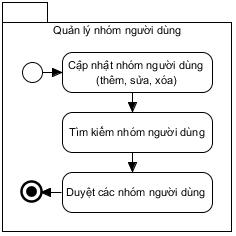 Quản lý nhóm người dùng
Cập nhật nhóm người dùng
(thêm, sửa, xóa)
Tìm kiếm nhóm người dùng
Duyệt các nhóm người dùng